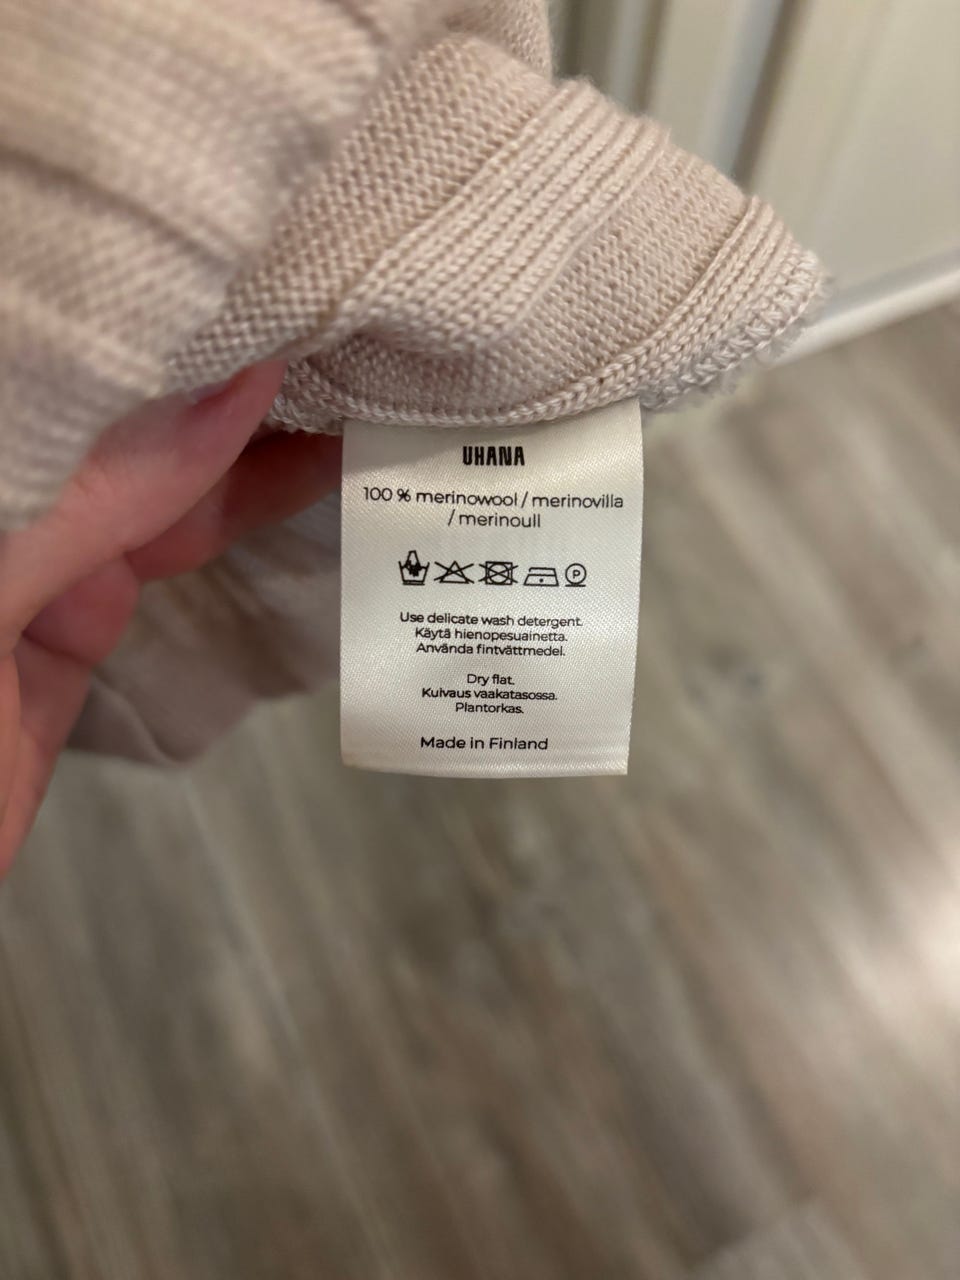 UHANA
100 % merinowool / merinovilla
/ merinoull
P
Use delicate wash detergent.
Käytä hienopesuainetta.
Använda fintvättmedel.
Dry flat.
Kuivaus vaakatasossa.
Plantorkas.
Made in Finland